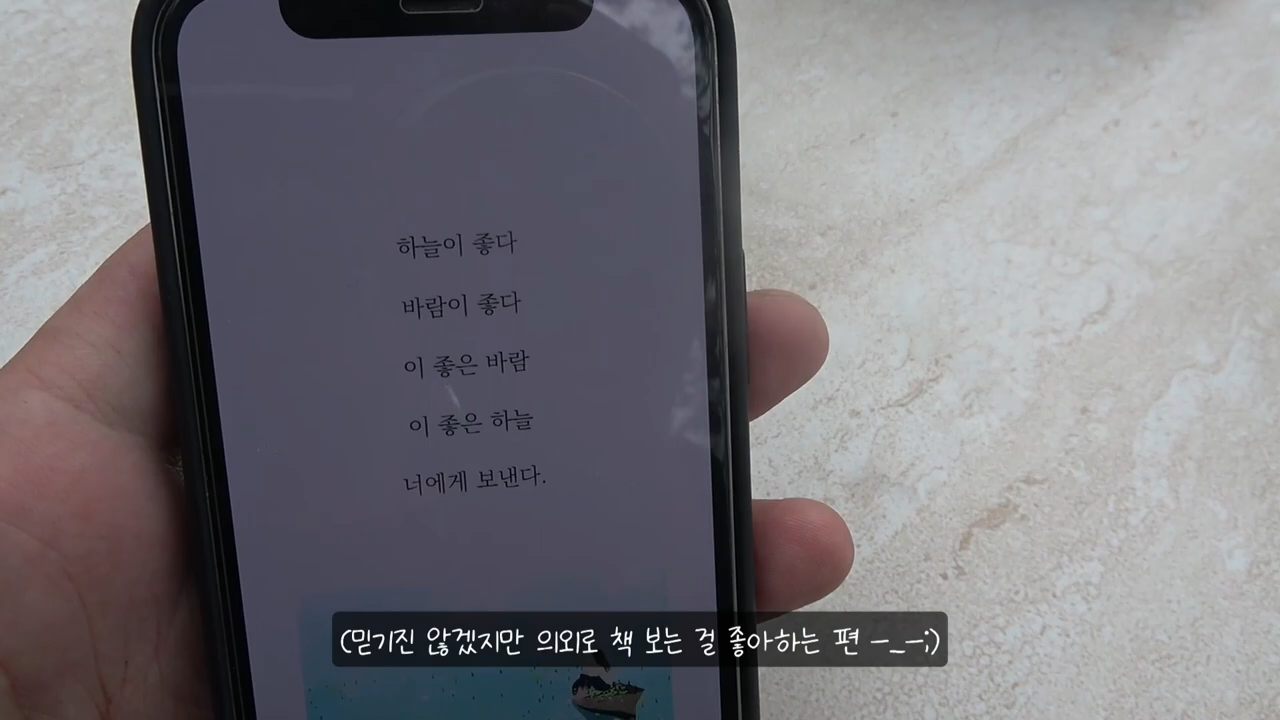 하늘이 좋다
바람이 좋다
이 좋은 바람
이 좋은 하늘
너에게 보낸다.
(믿기진 않겠지만 의외로 책 보는 걸 좋아하는 편 -_-;)